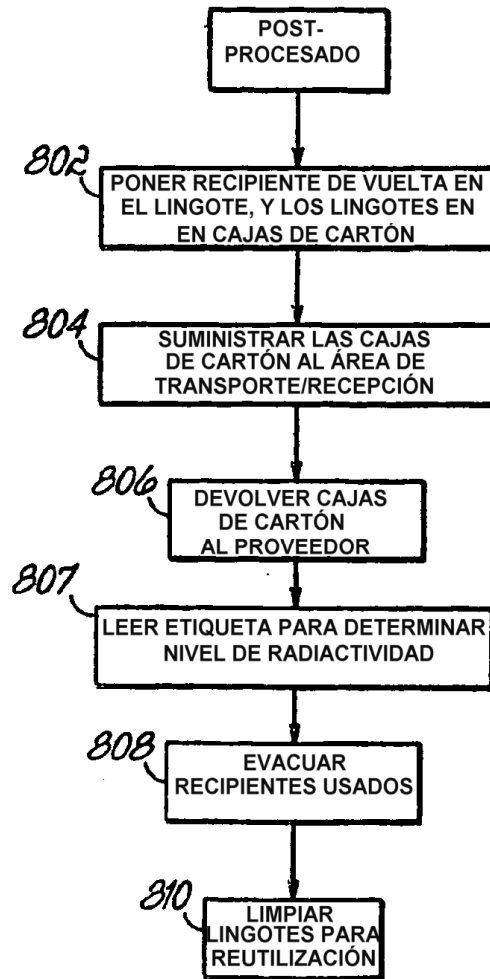 POST-
PROCESADO
802
PONER RECIPIENTE DE VUELTA EN
EL LINGOTE, Y LOS LINGOTES EN
EN CAJAS DE CARTÓN
804
SUMINISTRAR LAS CAJAS
DE CARTÓN AL ÁREA DE
TRANSPORTE/RECEPCIÓN
806
DEVOLVER CAJAS
DE CARTÓN
AL PROVEEDOR
807
LEER ETIQUETA PARA DETERMINAR
NIVEL DE RADIACTIVIDAD
808
EVACUAR
RECIPIENTES USADOS
810
LIMPIAR
LINGOTES PARA
REUTILIZACIÓN